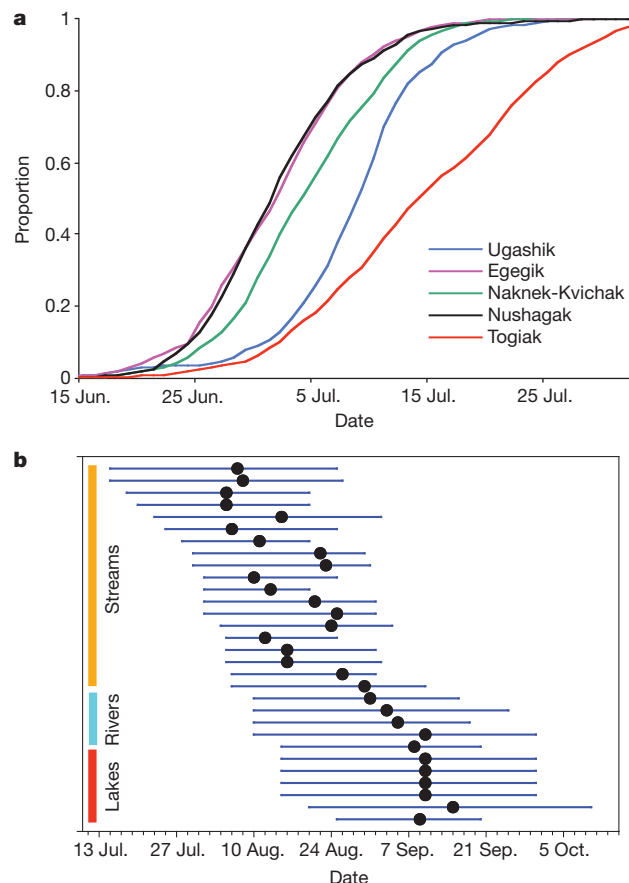 a
1
0.8
0.6
0.4
0.2
0
Proportion
Ugashik
Egegik
Naknek-Kvichak
Nushagak
Togiak
15 Jun. 25 Jun. 5 Jul. 15 Jul. 25 Jul.
Date
b
Streams
Rivers
Lakes
13 Jul. 27 Jul. 10 Aug. 24 Aug. 7 Sep. 21 Sep. 5 Oct.
Date